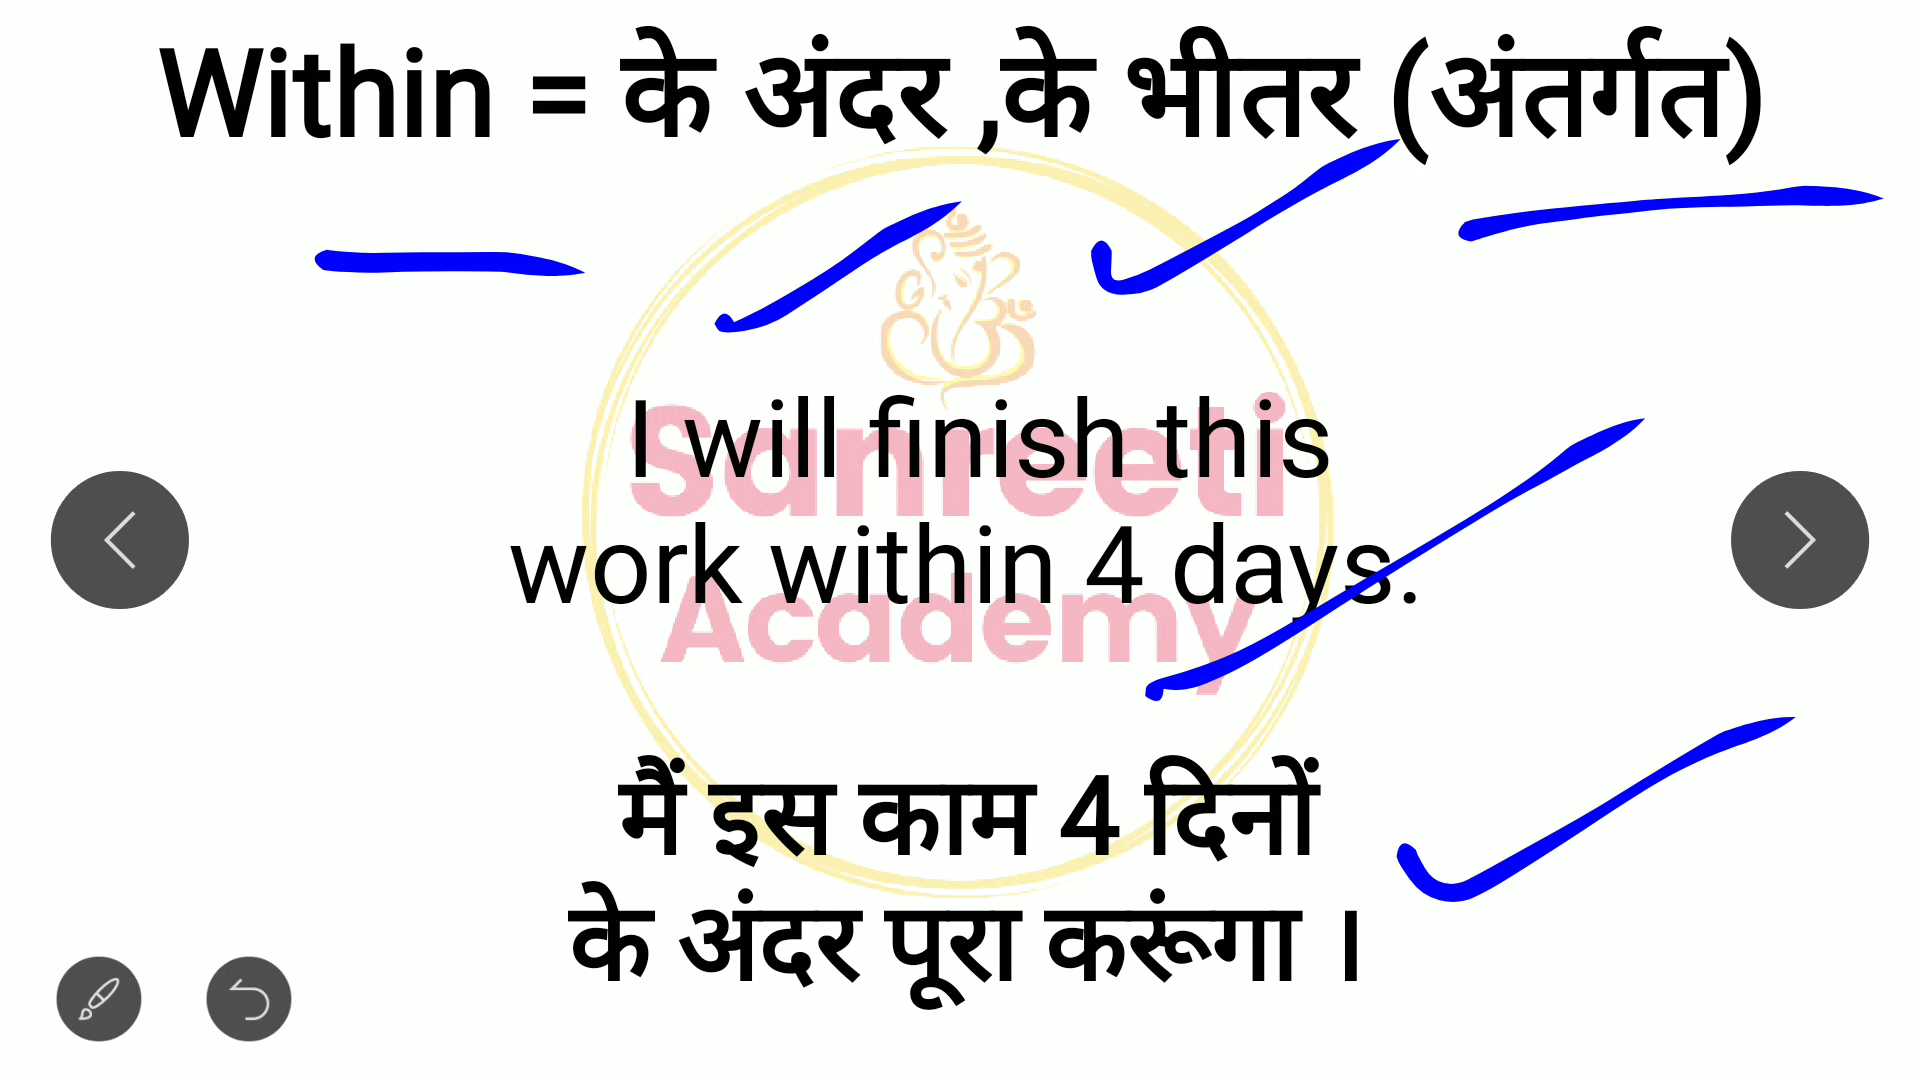 Within = के अंदर ,के भीतर (अंतर्गत)
I will finish this
work within 4 days.
Sanreeti
Academy
मैं इस काम 4 दिनों
के अंदर पूरा करूंगा ।